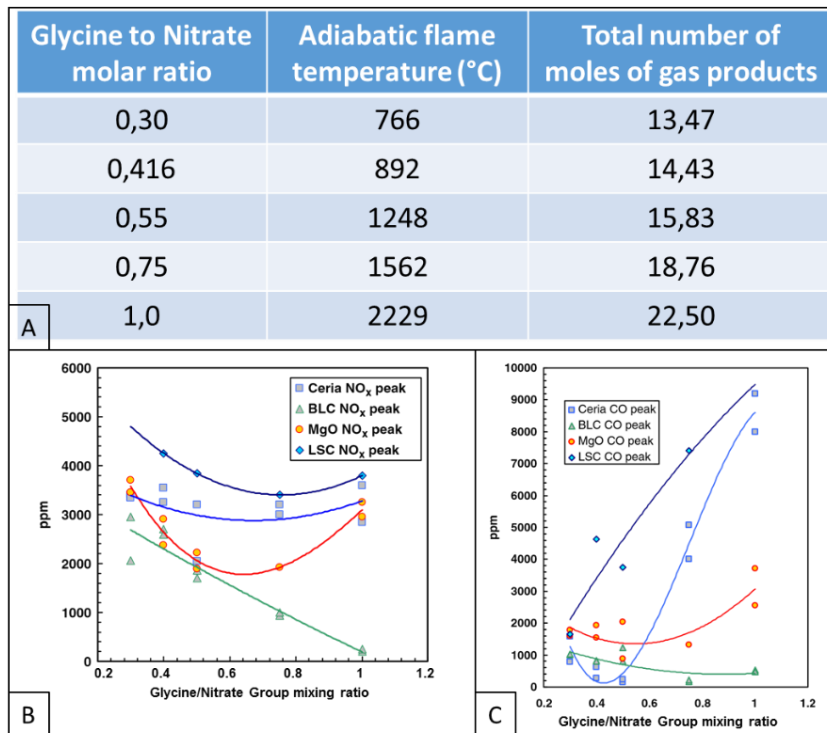 Glycine to Nitrate molar ratio
Adiabatic flame temperature (°C)
Total number of moles of gas products
0,30 766 13,47
0,416 892 14,43
0,55 1248 15,83
0,75 1562 18,76
1,0 2229 22,50
A
6000
5000
4000
3000
2000
1000
0
ppm
Ceria NOx peak
BLC NOx peak
MgO NOx peak
LSC NOx peak
0.2 0.4 0.6 0.8 1 1.2
Glycine/Nitrate Group mixing ratio
B
10000
9000
8000
7000
6000
5000
4000
3000
2000
1000
0
ppm
Ceria CO peak
BLC CO peak
MgO CO peak
LSC CO peak
0.2 0.4 0.6 0.8 1 1.2
Glycine/Nitrate Group mixing ratio
C